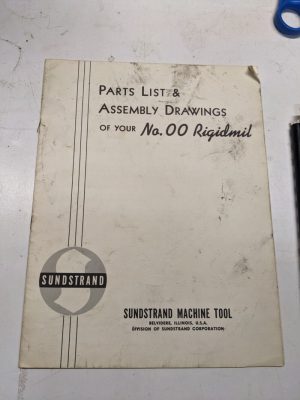 PARTS LIST &
ASSEMBLY DRAWINGS
OF YOUR No. 00 Rigidmil
SUNDSTRAND
SUNDSTRAND MACHINE TOOL
BELVIDERE, ILLINOIS, U.S.A.
DIVISION OF SUNDSTRAND CORPORATION